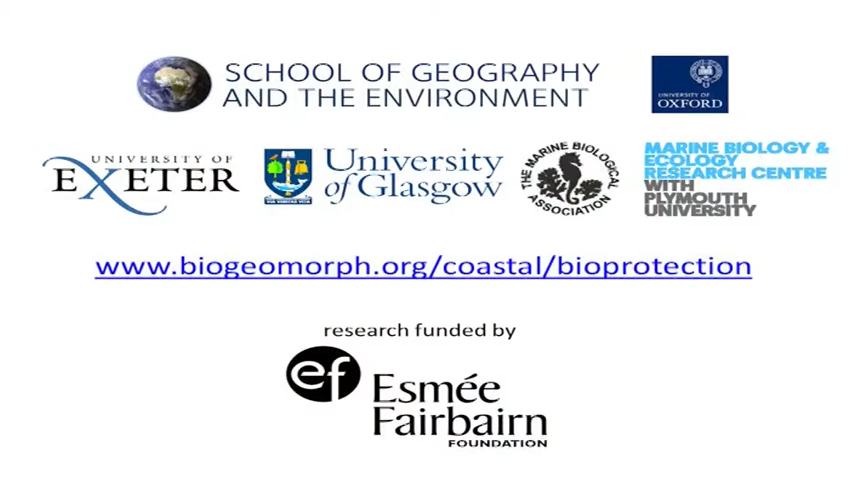 SCHOOL OF GEOGRAPHY
AND THE ENVIRONMENT
UNIVERSITY OF
OXFORD
UNIVERSITY OF
EXETER
University
of Glasgow
THE MARINE BIOLOGICAL
ASSOCIATION
MARINE BIOLOGY &
ECOLOGY
RESEARCH CENTRE
WITH
PLYMOUTH
UNIVERSITY
www.biogeomorph.org/coastal/bioprotection
research funded by
ef
Esmée
Fairbairn
FOUNDATION